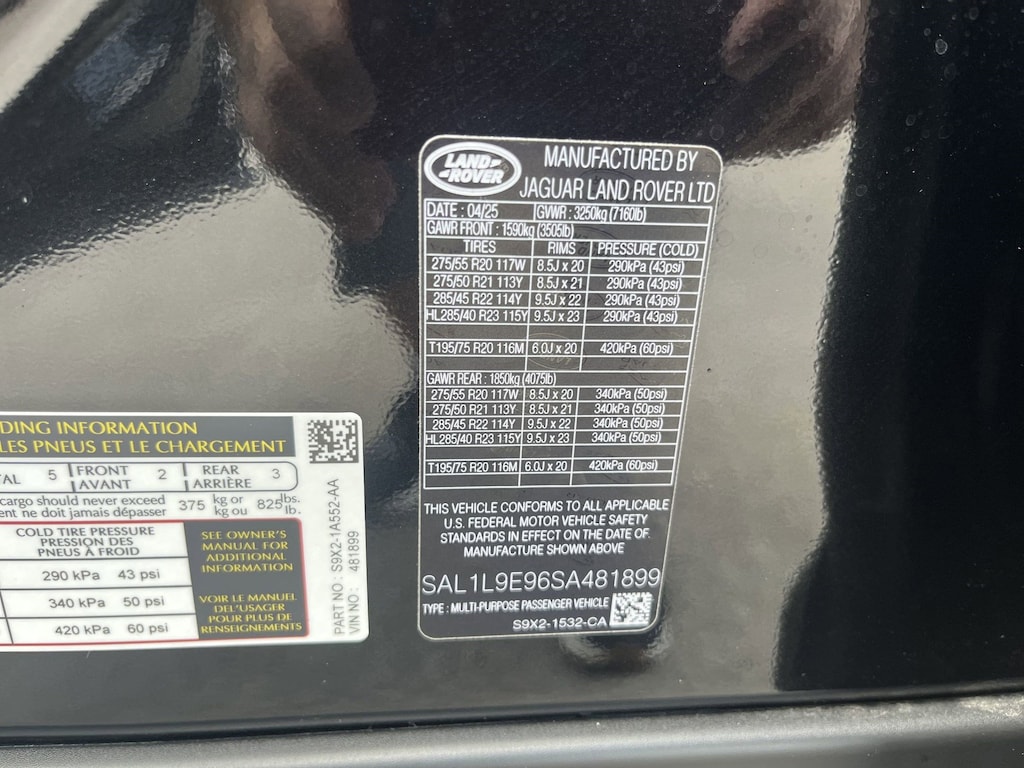 LAND-
-ROVER
MANUFACTURED BY
JAGUAR LAND ROVER LTD
DATE : 04/25 GVWR : 3250kg (7160lb)
GAWR FRONT : 1590kg (3505lb)
TIRES RIMS PRESSURE (COLD)
275/55 R20 117W 8.5J x 20 290kPa (43psi)
275/50 R21 113Y 8.5J x 21 290kPa (43psi)
285/45 R22 114Y 9.5J x 22 290kPa (43psi)
HL285/40 R23 115Y 9.5J x 23 290kPa (43psi)
T195/75 R20 116M 6.0J x 20 420kPa (60psi)
GAWR REAR : 1850kg (4075lb)
275/55 R20 117W 8.5J x 20 340kPa (50psi)
275/50 R21 113Y 8.5J x 21 340kPa (50psi)
285/45 R22 114Y 9.5J x 22 340kPa (50psi)
HL285/40 R23 115Y 9.5J x 23 340kPa (50psi)
T195/75 R20 116M 6.0J x 20 420kPa (60psi)
THIS VEHICLE CONFORMS TO ALL APPLICABLE
U.S. FEDERAL MOTOR VEHICLE SAFETY
STANDARDS IN EFFECT ON THE DATE OF
MANUFACTURE SHOWN ABOVE
SAL1L9E96SA481899
TYPE : MULTI-PURPOSE PASSENGER VEHICLE
S9X2-1532-CA
DING INFORMATION
LES PNEUS ET LE CHARGEMENT
TAL 5 FRONT 2 REAR 3
AVANT ARRIÈRE
cargo should never exceed 375 kg or 825 lbs.
ent ne doit jamais dépasser kg ou lb.
COLD TIRE PRESSURE
PRESSION DES
PNEUS À FROID
290 kPa 43 psi
340 kPa 50 psi
420 kPa 60 psi
SEE OWNER'S
MANUAL FOR
ADDITIONAL
INFORMATION
VOIR LE MANUEL
DEL'USAGER
POUR PLUS DE
RENSEIGNEMENTS
PART NO : S9X2-1A552-AA
VIN NO : 481899